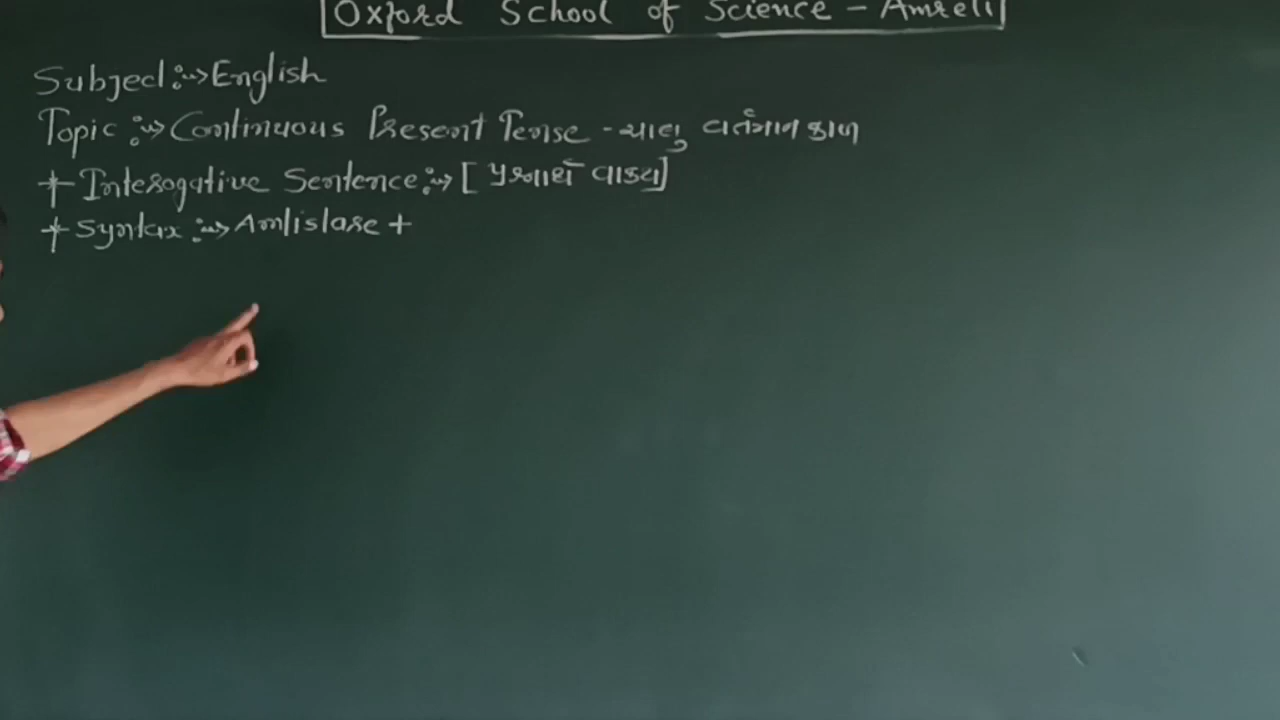 Oxford School of Science - Amreli
Subject :→ English
Topic :→ Continuous Present Tense - ચાલુ વર્તમાન કાળ
+ Interogative Sentence :→ [ પ્રશ્નાર્થ વાક્ય ]
+ Syntax :→ Am/is/are +